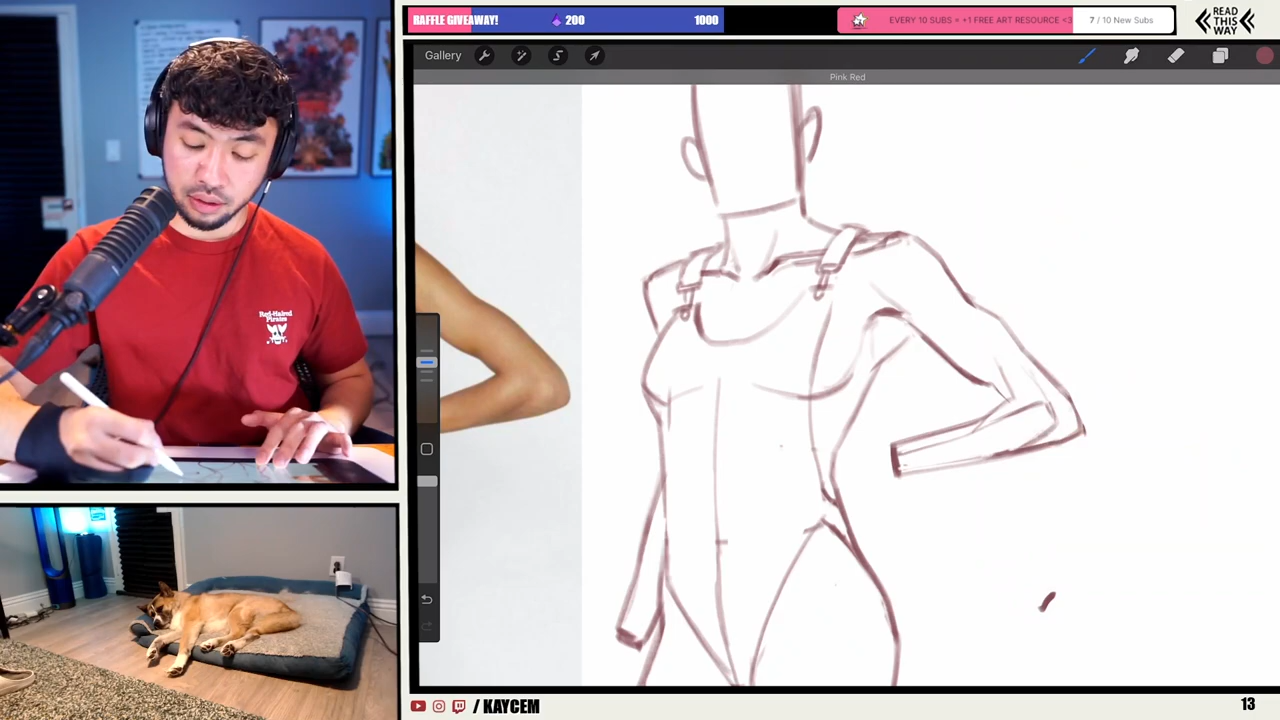 RAFFLE GIVEAWAY! 200 1000
EVERY 10 SUBS = +1 FREE ART RESOURCE <3 7 / 10 New Subs
READ
THIS
WAY
Gallery
Pink Red
Red-Haired
Pirates
/ KAYCEM
13